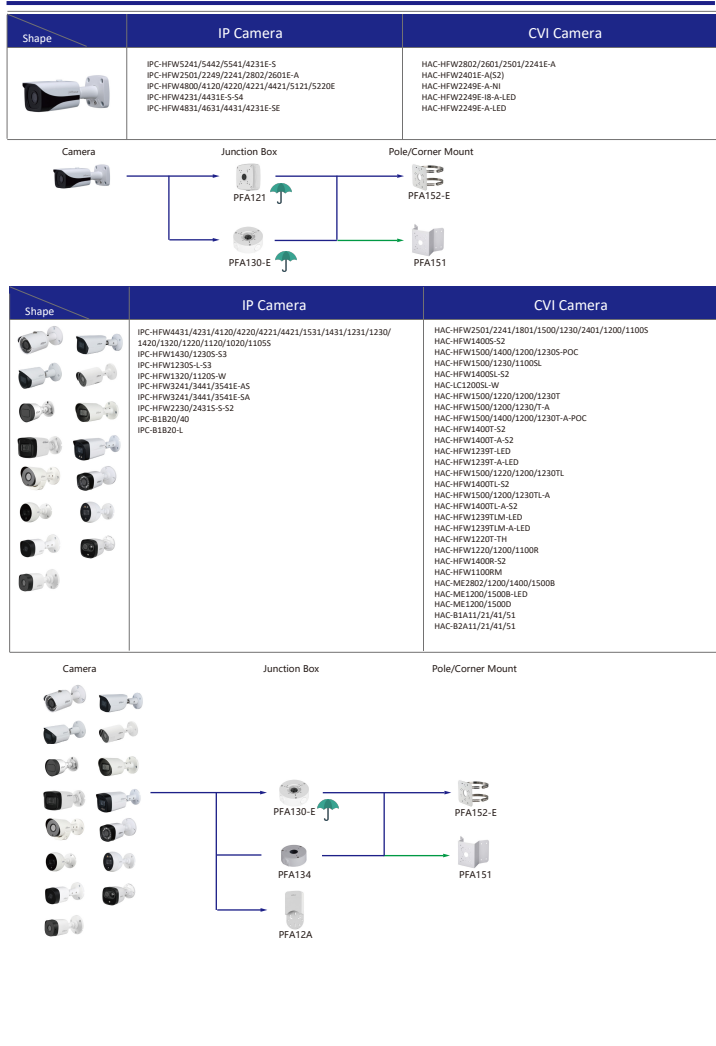 Shape
IP Camera
CVI Camera
IPC-HFW5241/5442/5541/4231E-S
IPC-HFW2501/2249/2241/2802/2601E-A
IPC-HFW4800/4120/4220/4221/4421/5121/5220E
IPC-HFW4231/4431E-S-S4
IPC-HFW4831/4631/4431/4231E-SE
HAC-HFW2802/2601/2501/2241E-A
HAC-HFW2401E-A(S2)
HAC-HFW2249E-A-NI
HAC-HFW2249E-I8-A-LED
HAC-HFW2249E-A-LED
Camera
Junction Box
Pole/Corner Mount
PFA121
PFA152-E
PFA130-E
PFA151
Shape
IP Camera
CVI Camera
IPC-HFW4431/4231/4120/4220/4221/4421/1531/1431/1231/1230/
1420/1320/1220/1120/1020/1105S
IPC-HFW1430/1230S-S3
IPC-HFW1230S-L-S3
IPC-HFW1320/1120S-W
IPC-HFW3241/3441/3541E-AS
IPC-HFW3241/3441/3541E-SA
IPC-HFW2230/2431S-S-S2
IPC-B1B20/40
IPC-B1B20-L
HAC-HFW2501/2241/1801/1500/1230/2401/1200/1100S
HAC-HFW1400S-S2
HAC-HFW1500/1400/1200/1230S-POC
HAC-HFW1500/1230/1100SL
HAC-HFW1400SL-S2
HAC-LC1200SL-W
HAC-HFW1500/1220/1200/1230T
HAC-HFW1500/1200/1230/T-A
HAC-HFW1500/1400/1200/1230T-A-POC
HAC-HFW1400T-S2
HAC-HFW1400T-A-S2
HAC-HFW1239T-LED
HAC-HFW1239T-A-LED
HAC-HFW1500/1220/1200/1230TL
HAC-HFW1400TL-S2
HAC-HFW1500/1200/1230TL-A
HAC-HFW1400TL-A-S2
HAC-HFW1239TLM-LED
HAC-HFW1239TLM-A-LED
HAC-HFW1220T-TH
HAC-HFW1220/1200/1100R
HAC-HFW1400R-S2
HAC-HFW1100RM
HAC-ME2802/1200/1400/1500B
HAC-ME1200/1500B-LED
HAC-ME1200/1500D
HAC-B1A11/21/41/51
HAC-B2A11/21/41/51
Camera
Junction Box
Pole/Corner Mount
PFA130-E
PFA152-E
PFA134
PFA151
PFA12A